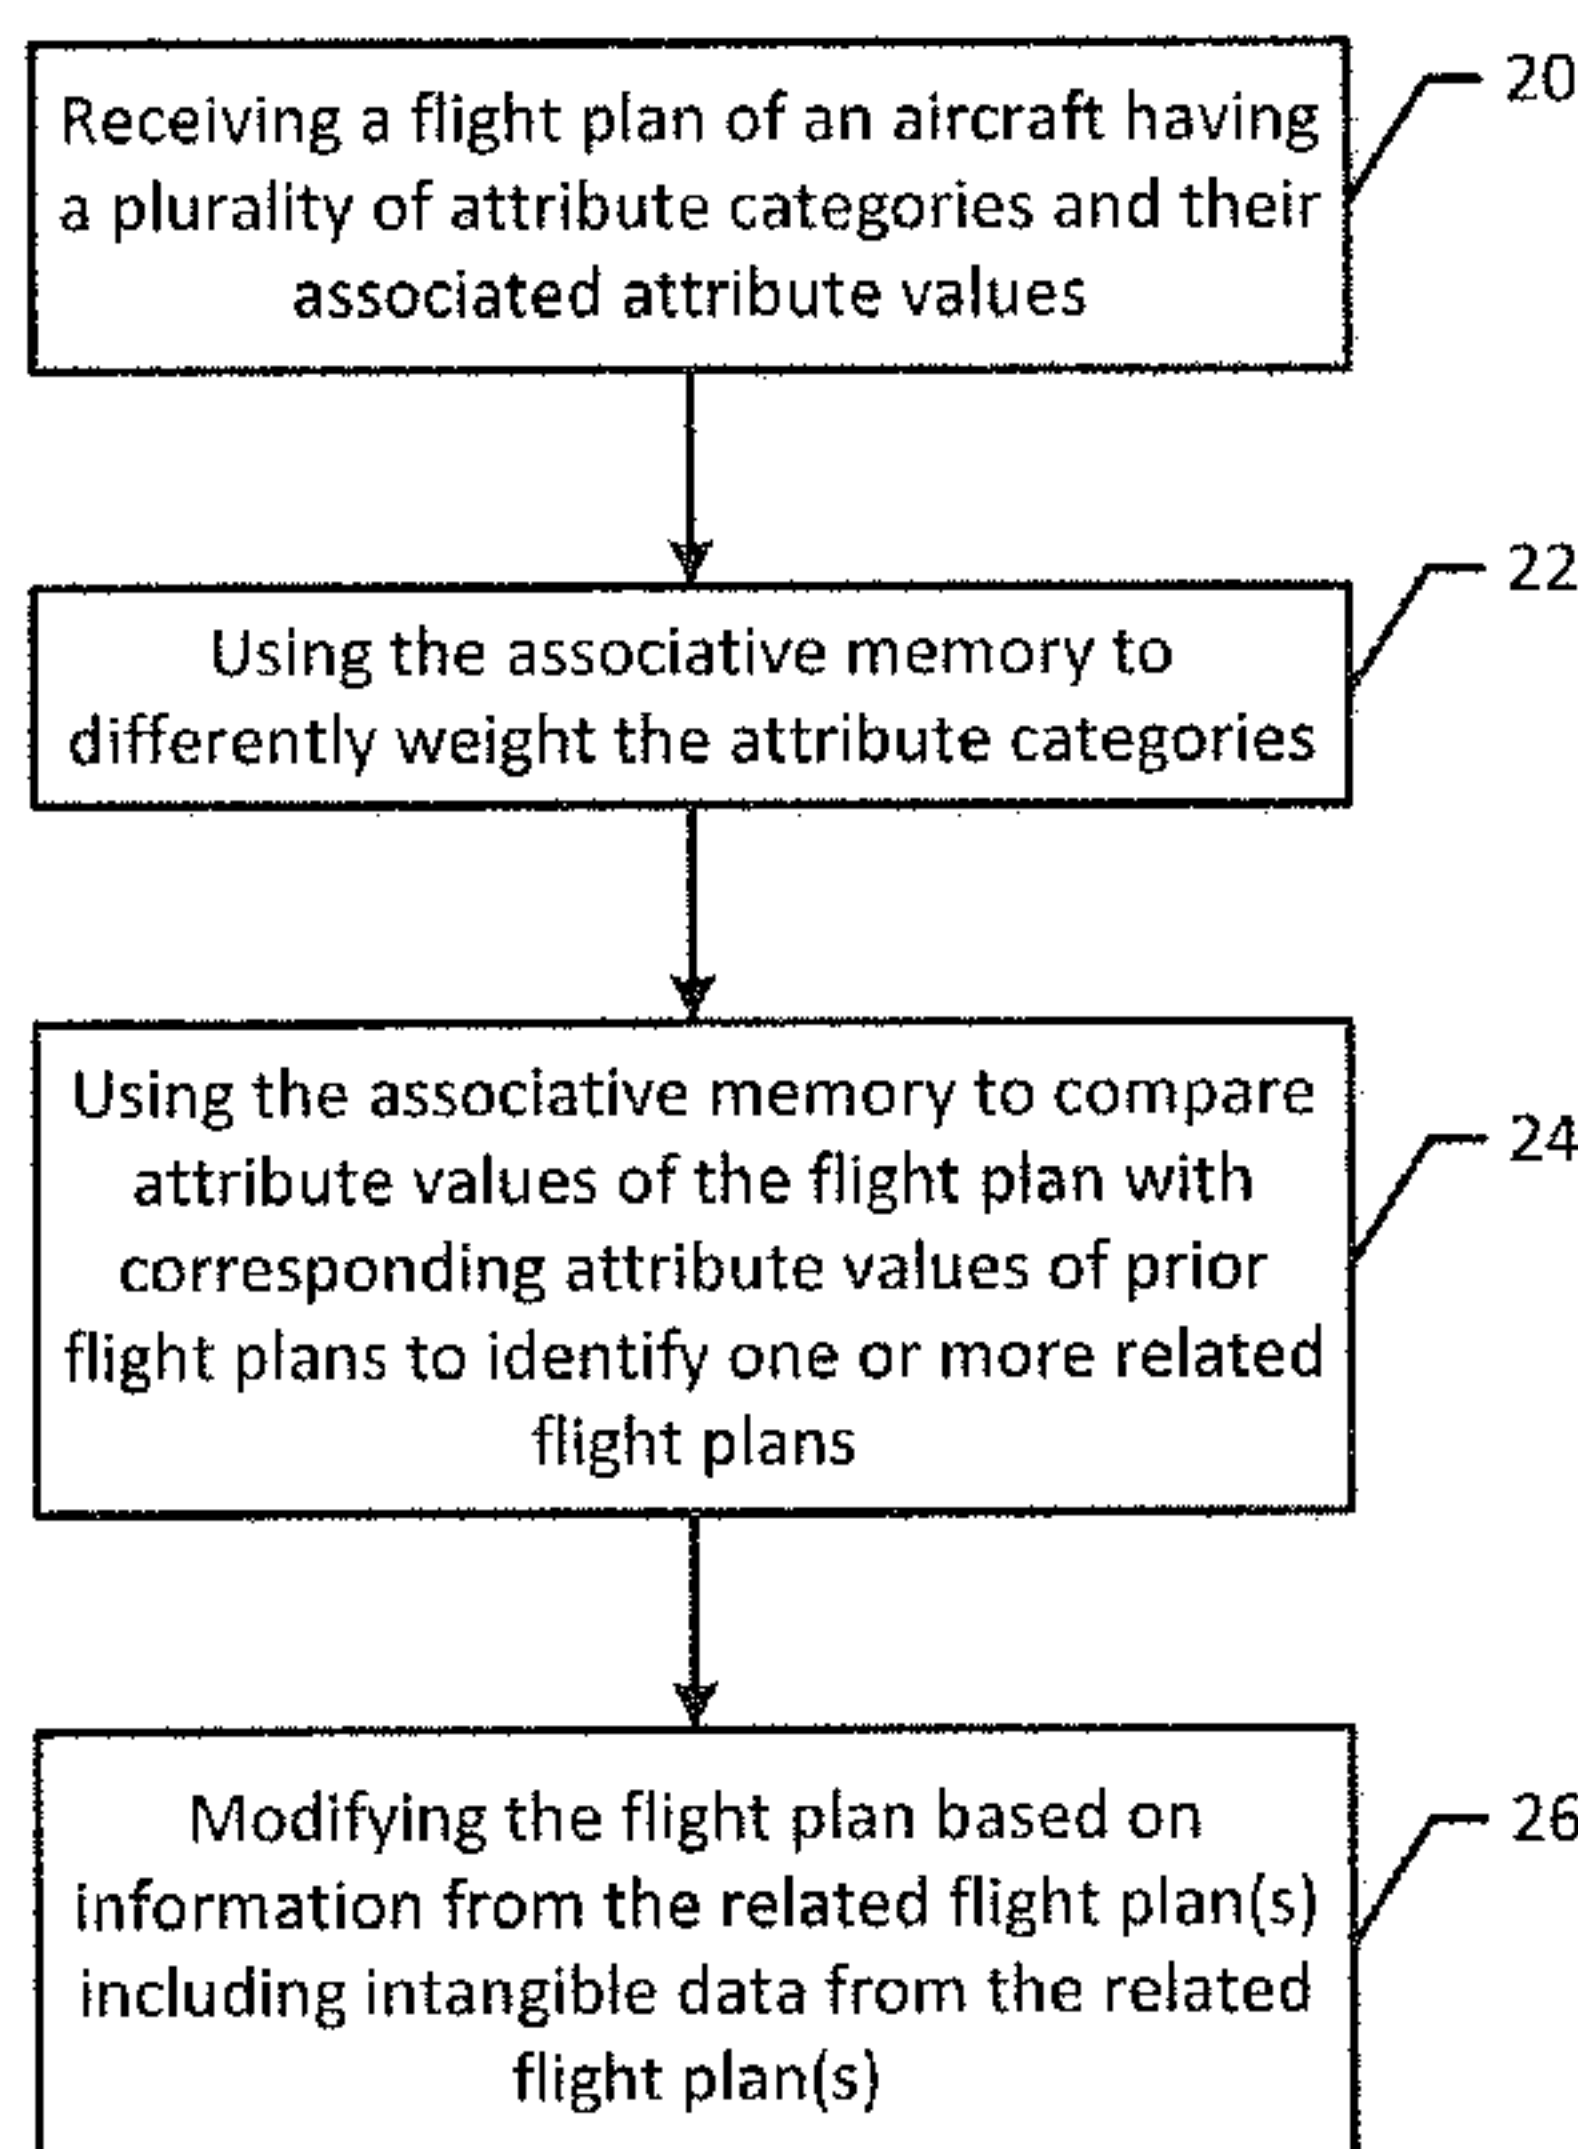 Receiving a flight plan of an aircraft having
a plurality of attribute categories and their
associated attribute values
20
Using the associative memory to
differently weight the attribute categories
22
Using the associative memory to compare
attribute values of the flight plan with
corresponding attribute values of prior
flight plans to identify one or more related
flight plans
24
Modifying the flight plan based on
information from the related flight plan(s)
including intangible data from the related
flight plan(s)
26